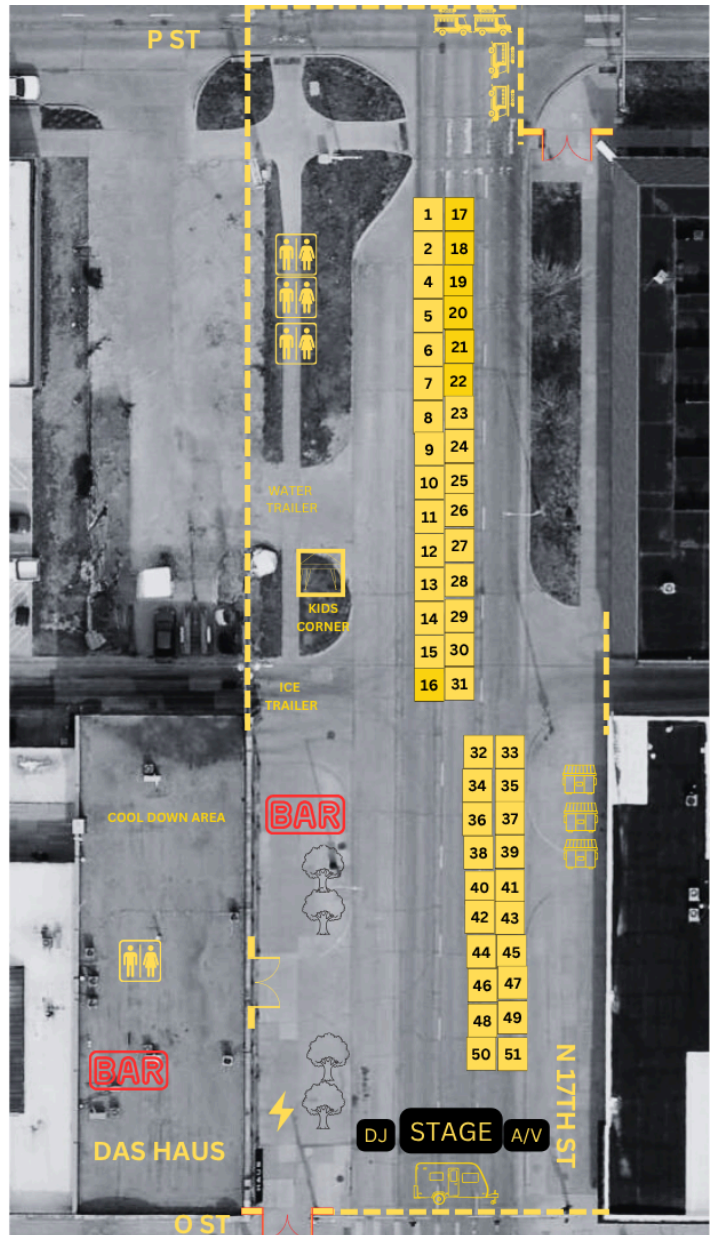 P ST
1 17
2 18
4 19
5 20
6 21
7 22
8 23
9 24
10 25
11 26
12 27
13 28
14 29
15 30
16 31
WATER
TRAILER
KIDS
CORNER
ICE
TRAILER
32 33
34 35
36 37
38 39
40 41
42 43
44 45
46 47
48 49
50 51
COOL DOWN AREA
BAR
BAR
DAS HAUS
N 17TH ST
DJ
STAGE
A/V
HAUS
O ST